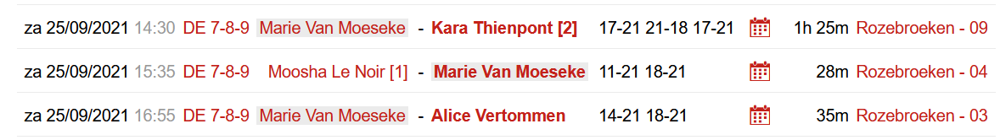 za 25/09/2021 14:30 DE 7-8-9 Marie Van Moeseke - Kara Thienpont [2] 17-21 21-18 17-21 1h 25m Rozebroeken - 09
za 25/09/2021 15:35 DE 7-8-9 Moosha Le Noir [1] - Marie Van Moeseke 11-21 18-21 28m Rozebroeken - 04
za 25/09/2021 16:55 DE 7-8-9 Marie Van Moeseke - Alice Vertommen 14-21 18-21 35m Rozebroeken - 03